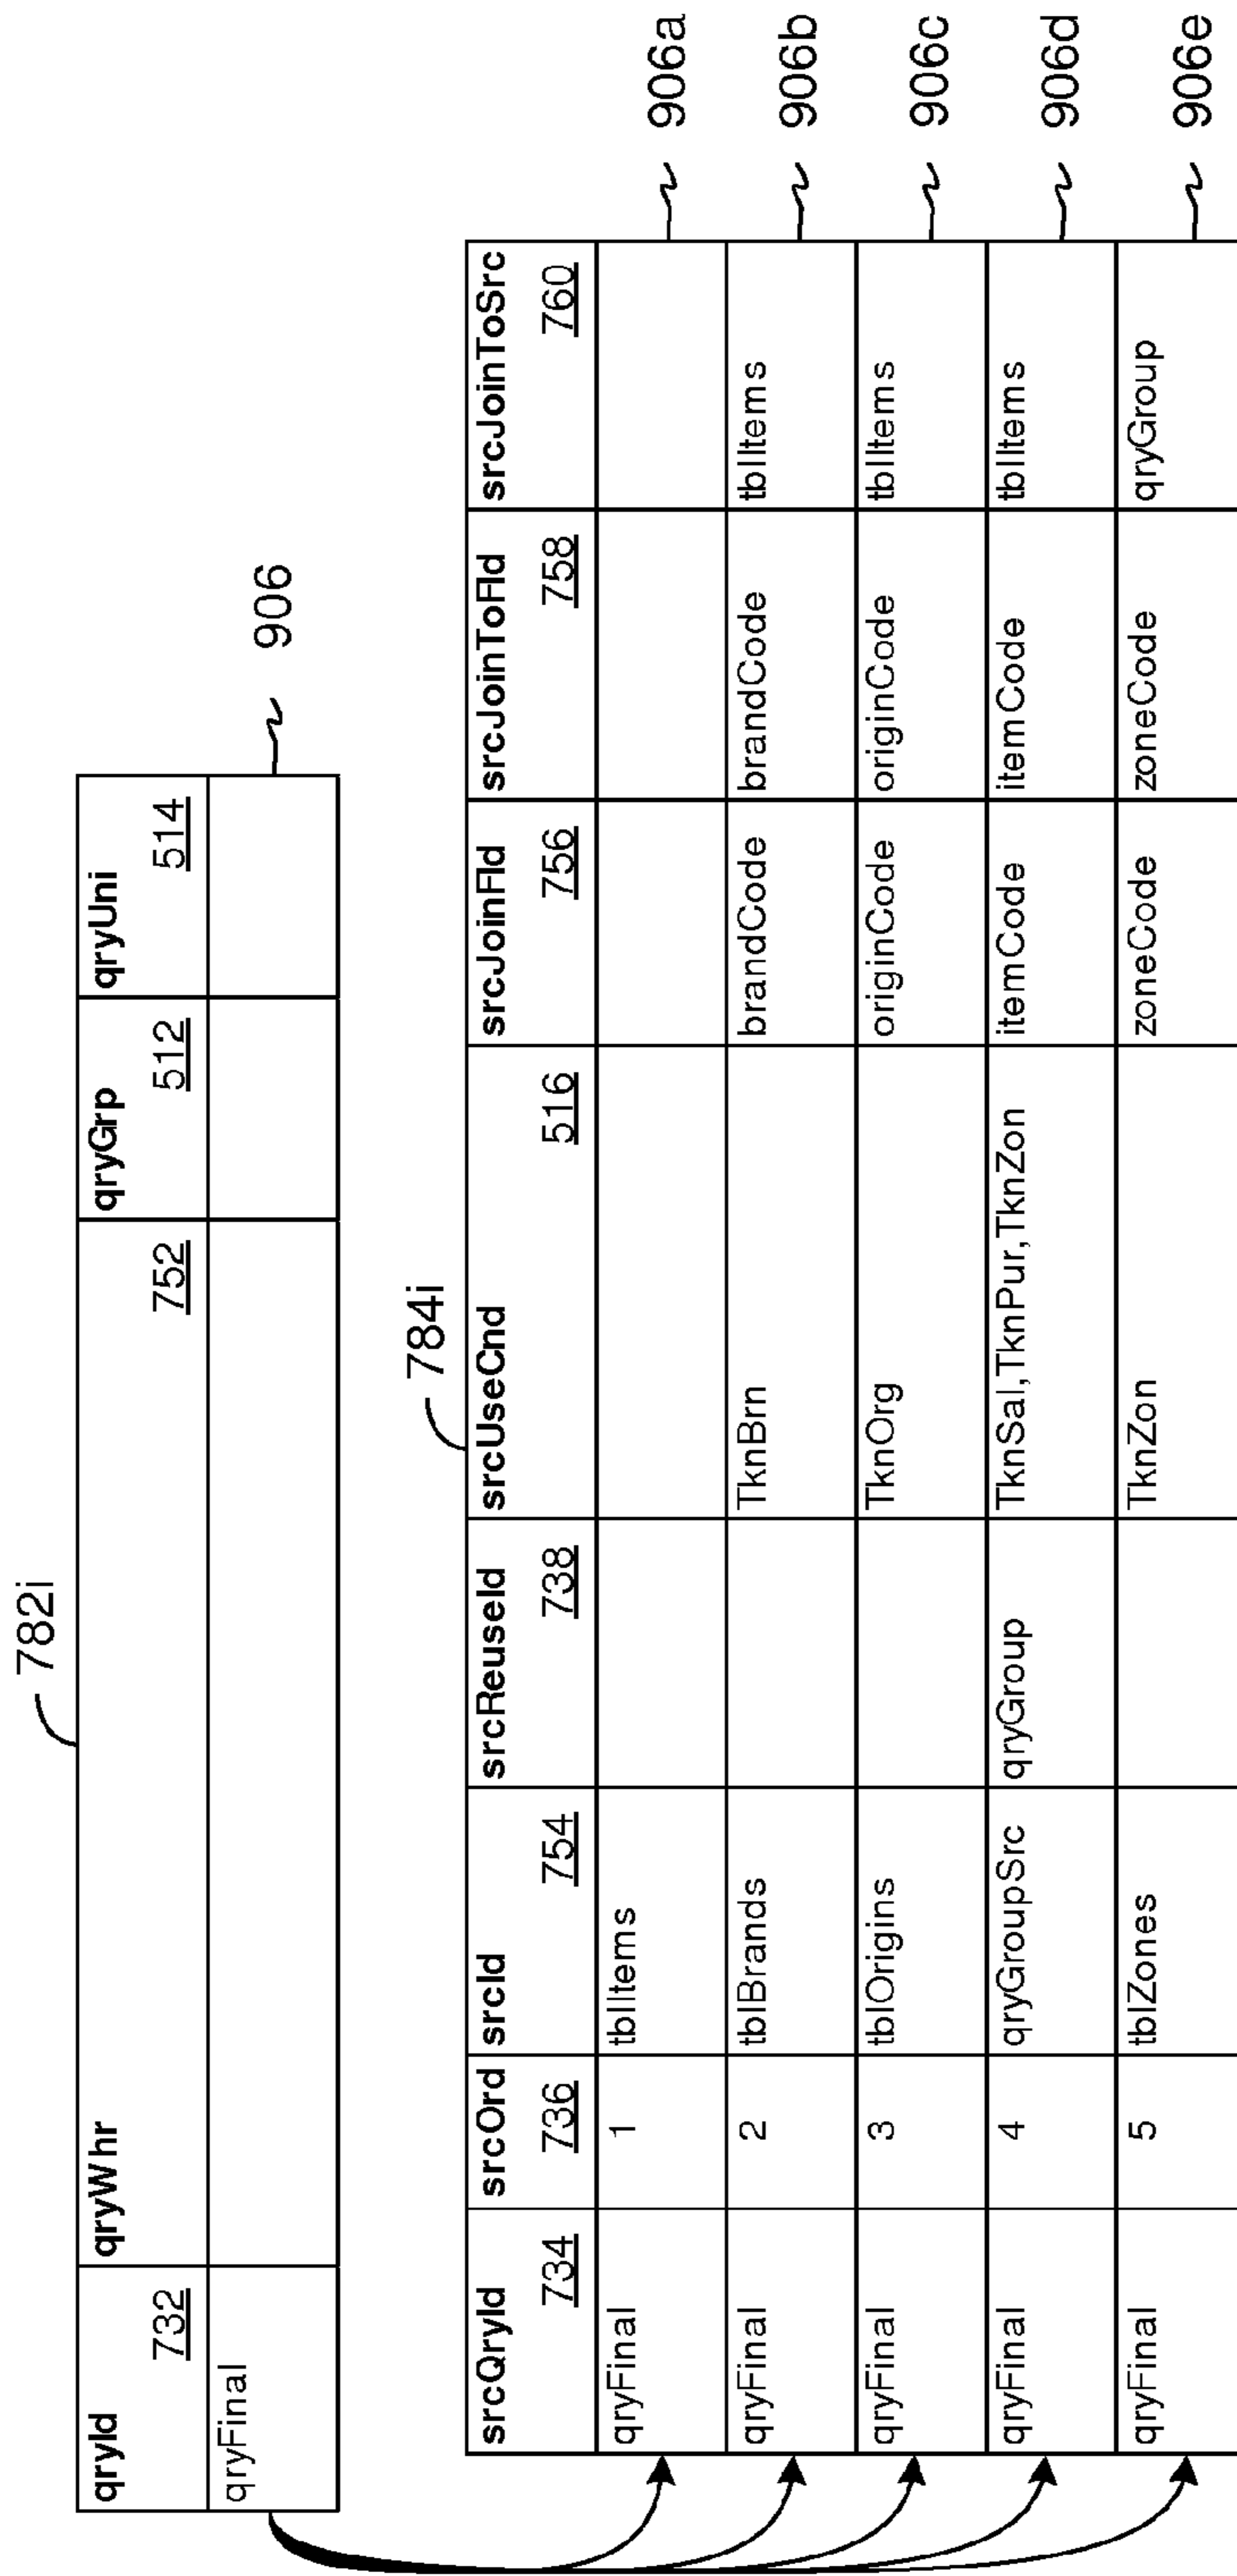 782i
qryId qryWhr qryGrp qryUni
732 752 512 514
qryFinal
906
784i
srcQryId srcOrd srcId srcReuseId srcUseCnd srcJoinFld srcJoinToFld srcJoinToSrc
734 736 754 738 516 756 758 760
qryFinal 1 tblItems
906a
qryFinal 2 tblBrands TknBrn brandCode brandCode tblItems
906b
qryFinal 3 tblOrigins TknOrg originCode originCode tblItems
906c
qryFinal 4 qryGroupSrc qryGroup TknSal,TknPur,TknZon itemCode itemCode tblItems
906d
qryFinal 5 tblZones TknZon zoneCode zoneCode qryGroup
906e